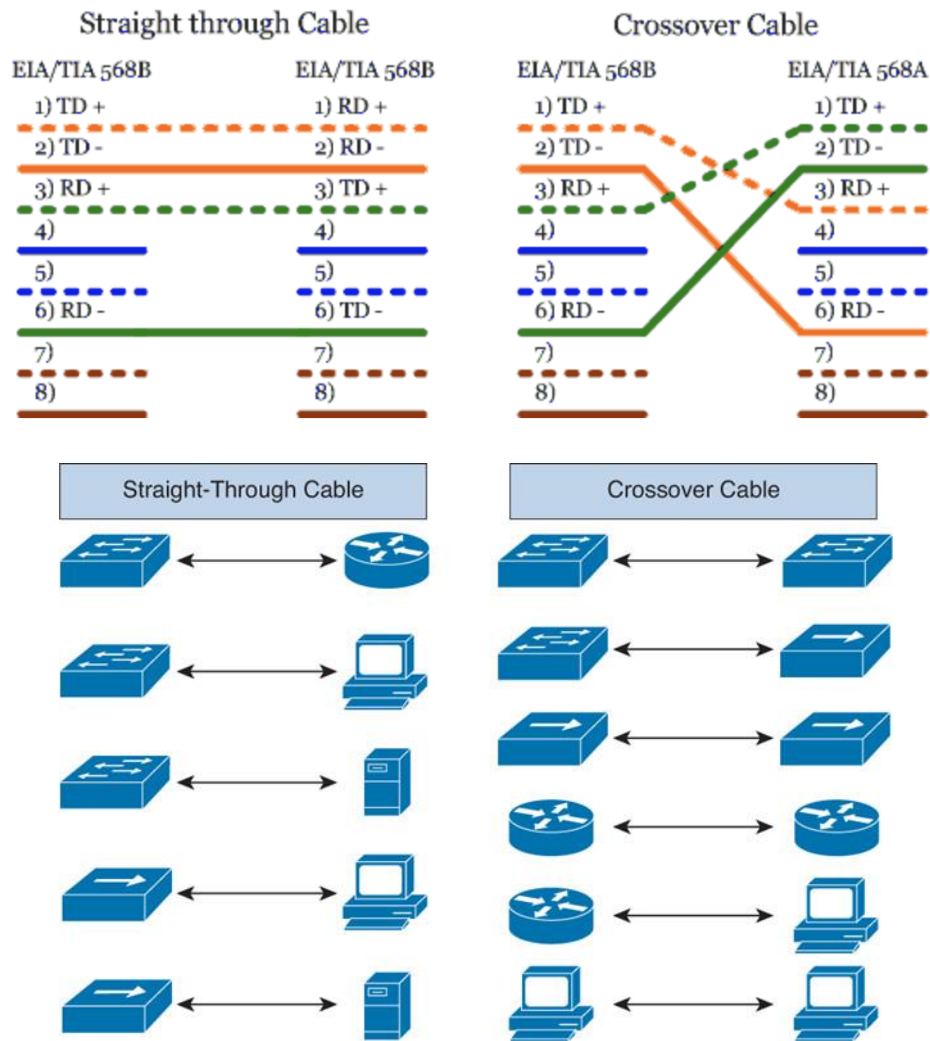 Straight through Cable
EIA/TIA 568B EIA/TIA 568B
1) TD + 1) RD +
2) TD - 2) RD -
3) RD + 3) TD +
4) 4)
5) 5)
6) RD - 6) TD -
7) 7)
8) 8)
Crossover Cable
EIA/TIA 568B EIA/TIA 568A
1) TD + 1) TD +
2) TD - 2) TD -
3) RD + 3) RD +
4) 4)
5) 5)
6) RD - 6) RD -
7) 7)
8) 8)
Straight-Through Cable
Crossover Cable